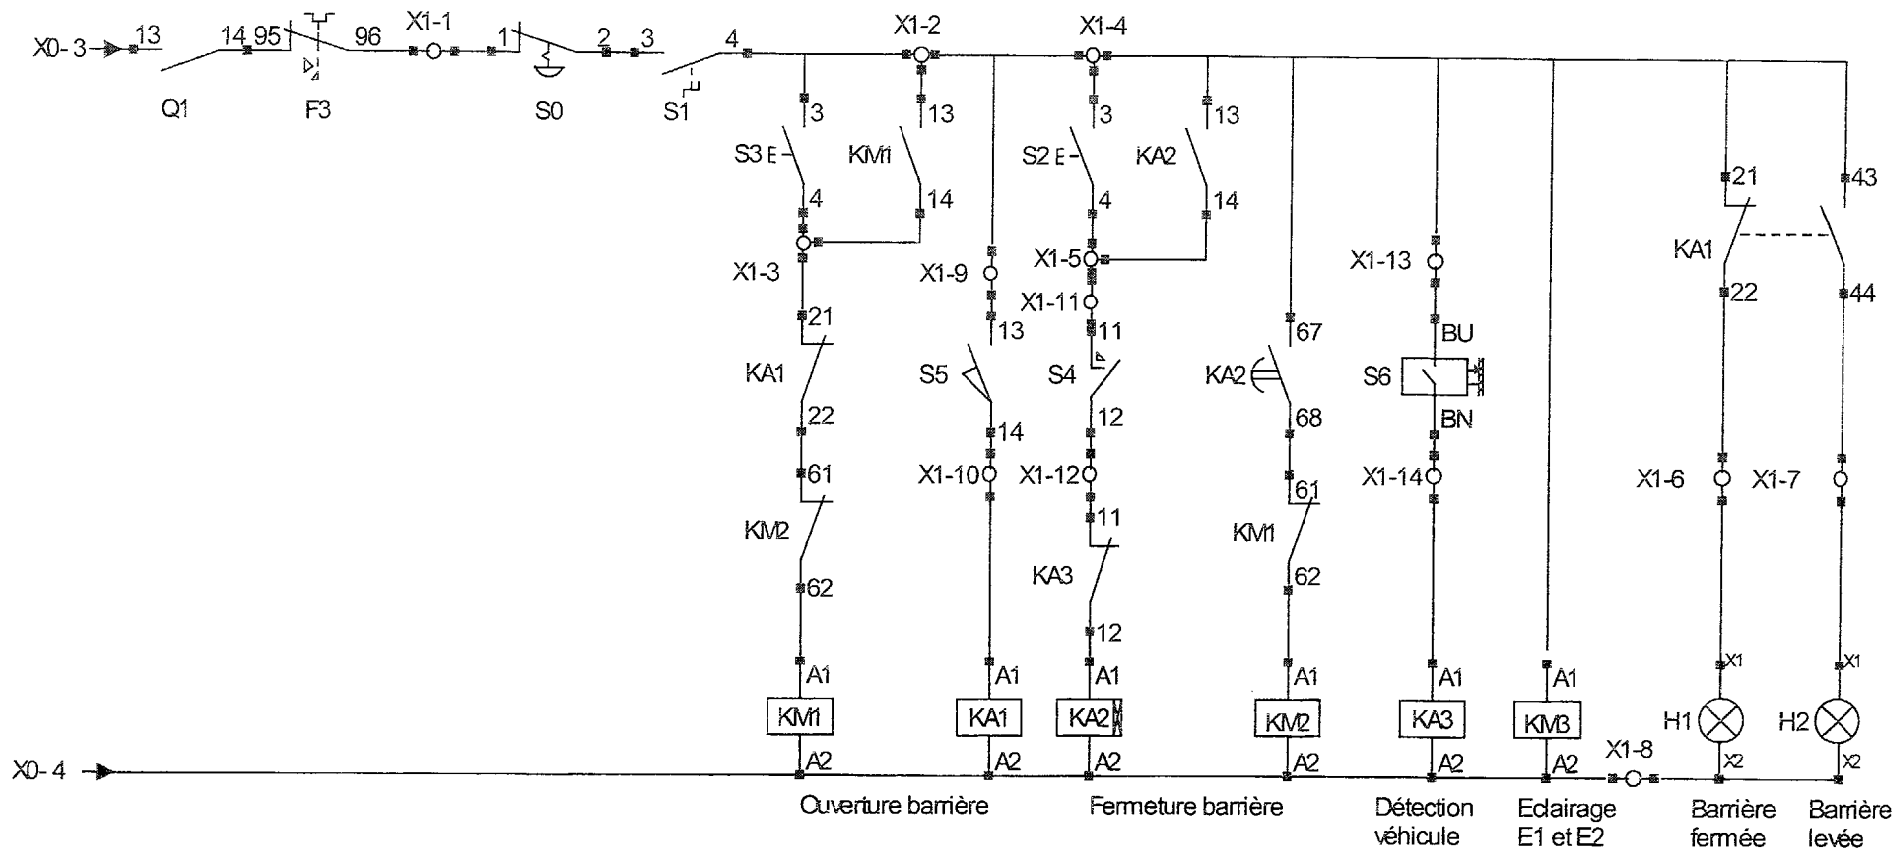 X0-3
13
14
95
96
X1-1
1
2
3
4
X1-2
X1-4
Q1
F3
S0
S1
3
13
3
13
S3
KM1
S2
KA2
4
14
4
14
21
43
KA1
22
44
X1-3
X1-9
X1-5
X1-11
X1-13
21
13
11
67
BU
KA1
S5
S4
KA2
S6
22
14
12
68
BN
61
X1-10
X1-12
61
X1-14
X1-6
X1-7
KM2
11
KM1
62
KA3
62
12
A1
A1
A1
A1
A1
A1
X1
X1
KM1
KA1
KA2
KM2
KA3
KM3
H1
H2
X0-4
A2
A2
A2
A2
A2
A2
X1-8
X2
X2
Ouverture barrière
Fermeture barrière
Détection
véhicule
Eclairage
E1 et E2
Barrière
fermée
Barrière
levée